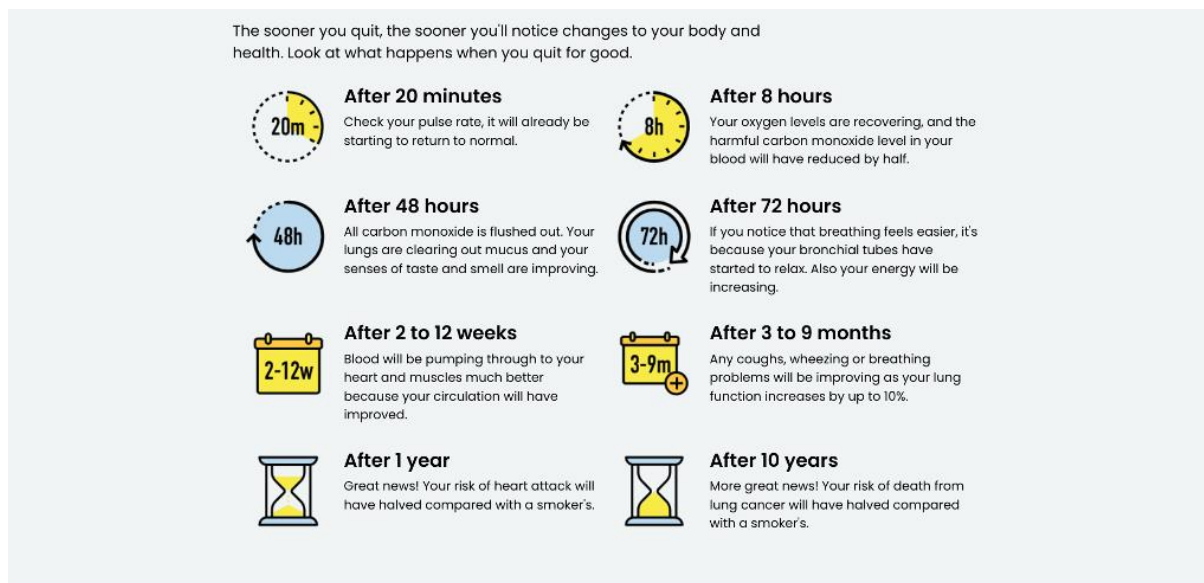 The sooner you quit, the sooner you'll notice changes to your body and
health. Look at what happens when you quit for good.
20m
After 20 minutes
Check your pulse rate, it will already be
starting to return to normal.
8h
After 8 hours
Your oxygen levels are recovering, and the
harmful carbon monoxide level in your
blood will have reduced by half.
48h
After 48 hours
All carbon monoxide is flushed out. Your
lungs are clearing out mucus and your
senses of taste and smell are improving.
72h
After 72 hours
If you notice that breathing feels easier, it's
because your bronchial tubes have
started to relax. Also your energy will be
increasing.
2-12w
After 2 to 12 weeks
Blood will be pumping through to your
heart and muscles much better
because your circulation will have
improved.
3-9m
After 3 to 9 months
Any coughs, wheezing or breathing
problems will be improving as your lung
function increases by up to 10%.
After 1 year
Great news! Your risk of heart attack will
have halved compared with a smoker's.
After 10 years
More great news! Your risk of death from
lung cancer will have halved compared
with a smoker's.